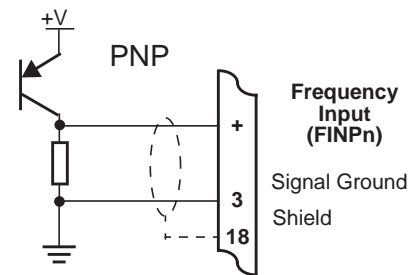 +V
PNP
Frequency
Input
(FINPn)
+
Signal Ground
3
Shield
18